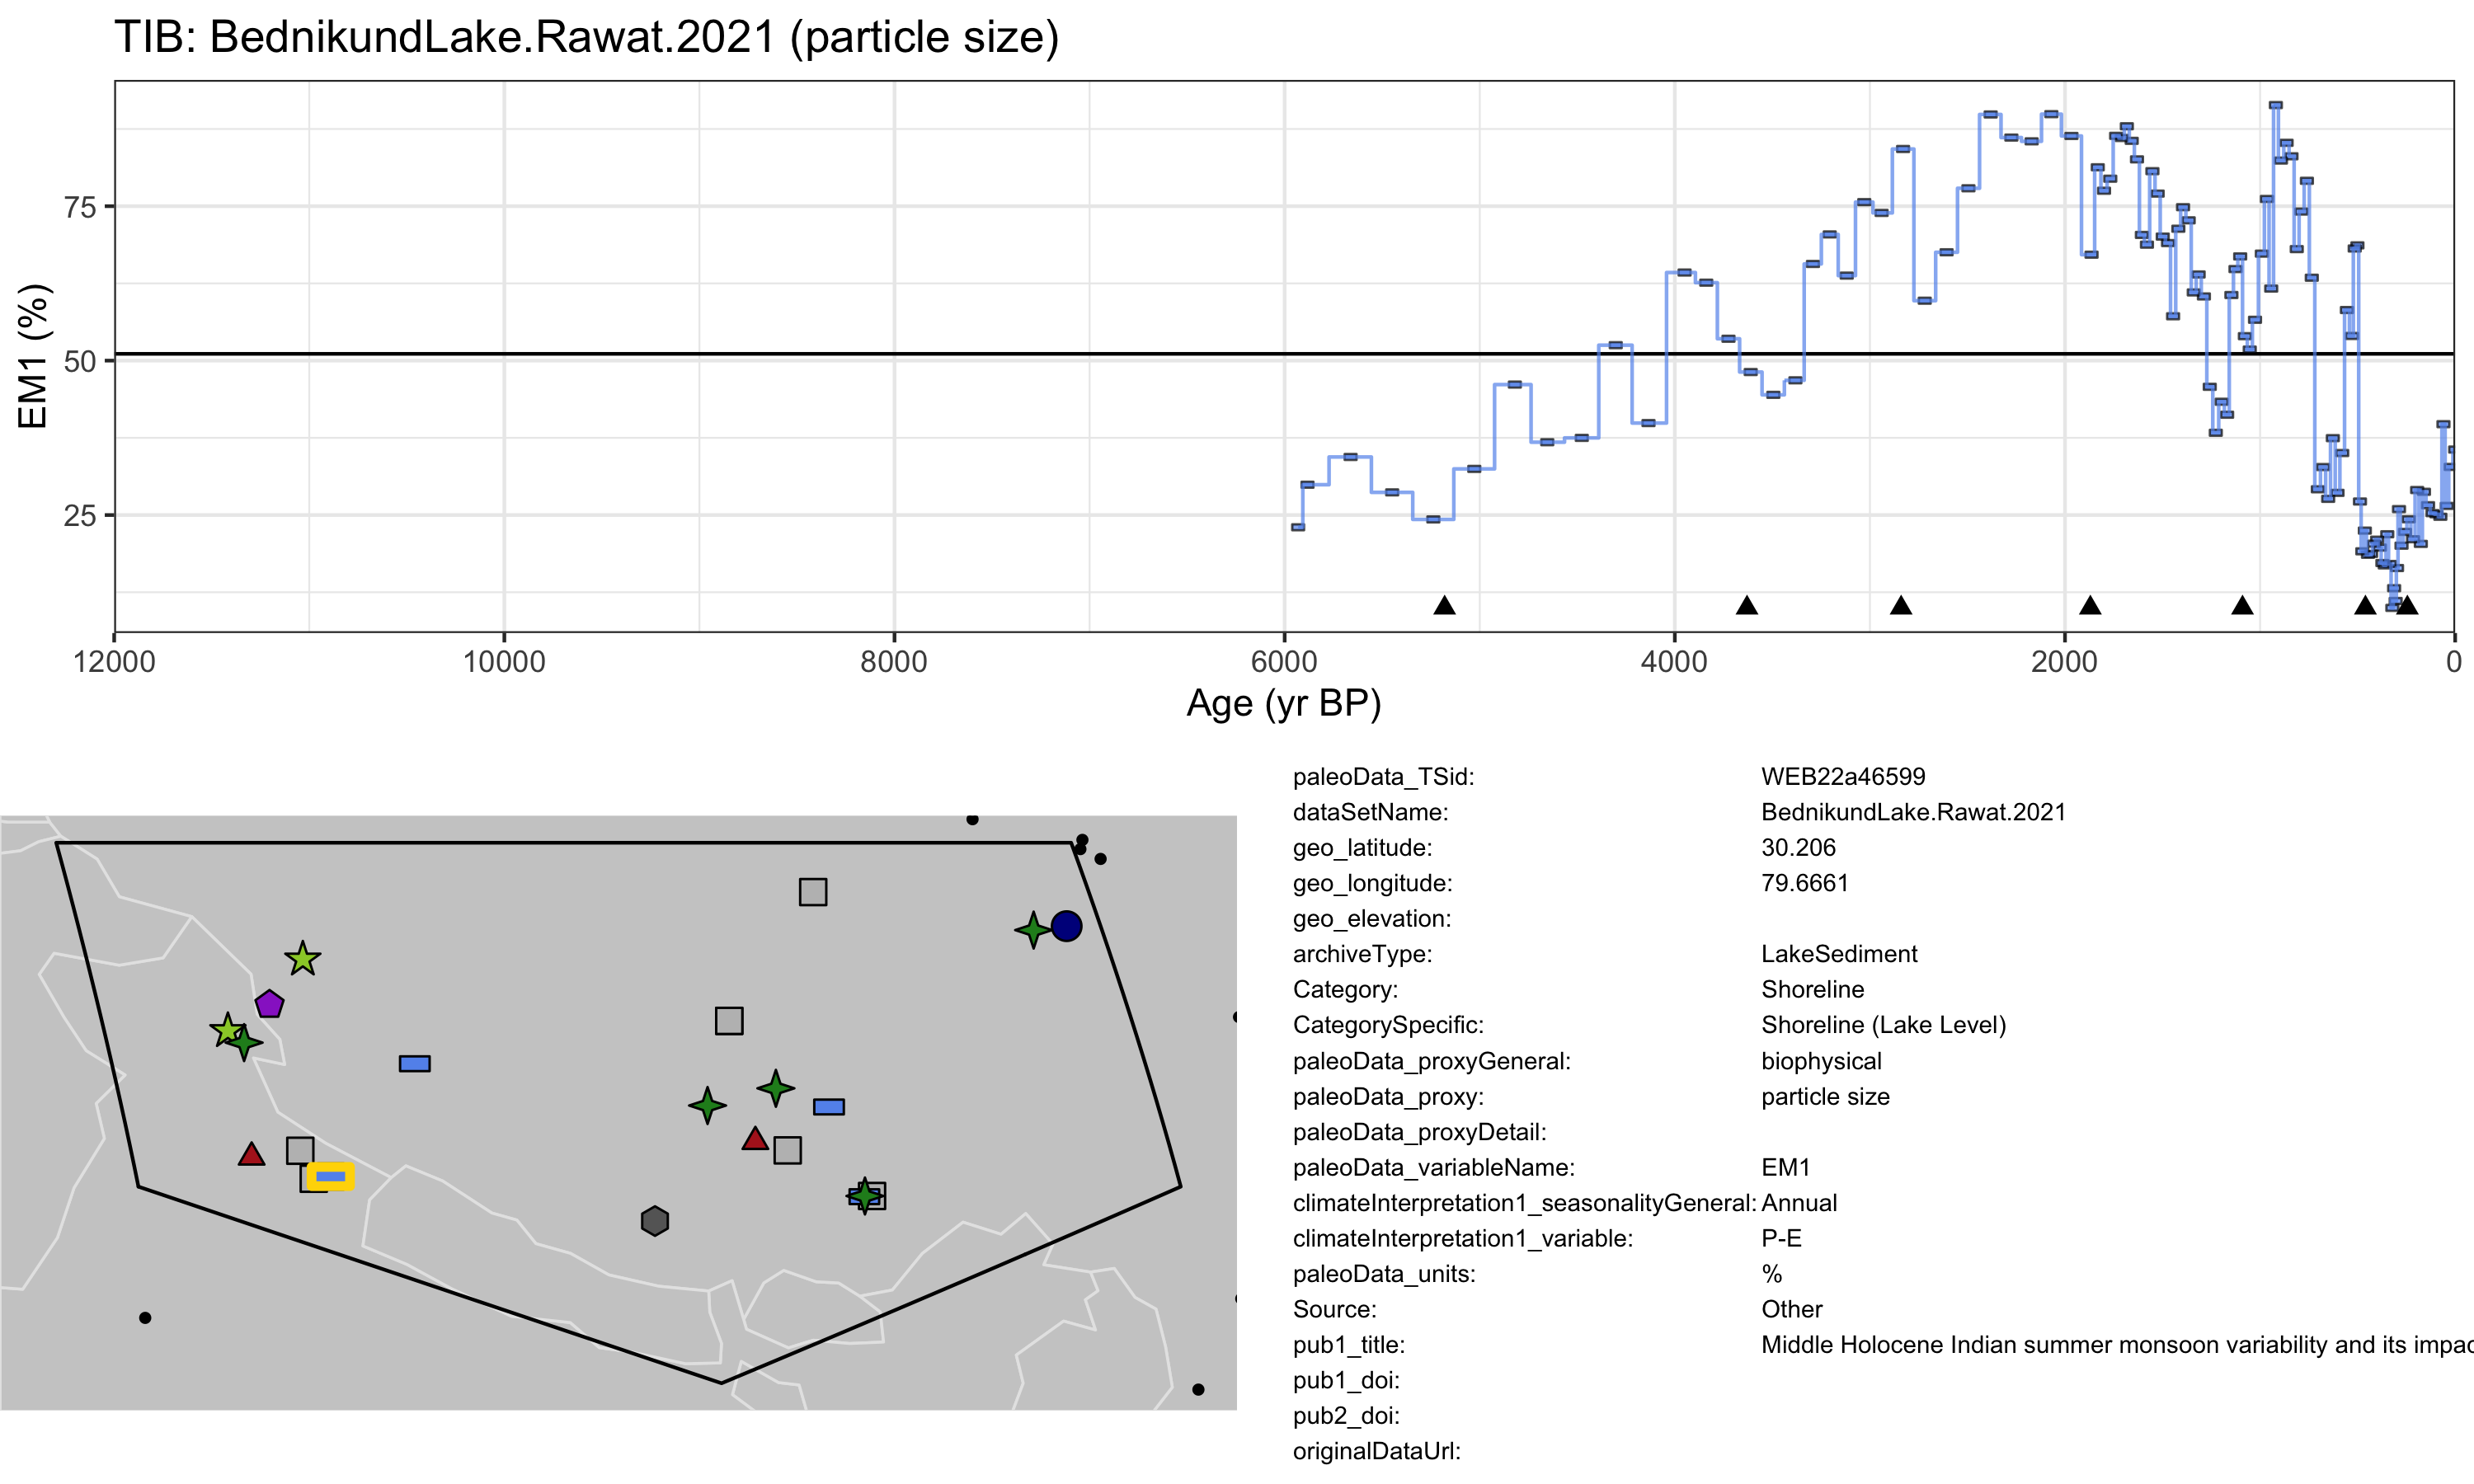 TIB: BednikundLake.Rawat.2021 (particle size)
EM1 (%)
75
50
25
12000 10000 8000 6000 4000 2000 0
Age (yr BP)
paleoData_TSid: WEB22a46599
dataSetName: BednikundLake.Rawat.2021
geo_latitude: 30.206
geo_longitude: 79.6661
geo_elevation:
archiveType: LakeSediment
Category: Shoreline
CategorySpecific: Shoreline (Lake Level)
paleoData_proxyGeneral: biophysical
paleoData_proxy: particle size
paleoData_proxyDetail:
paleoData_variableName: EM1
climateInterpretation1_seasonalityGeneral: Annual
climateInterpretation1_variable: P-E
paleoData_units: %
Source: Other
pub1_title: Middle Holocene Indian summer monsoon variability and its impac
pub1_doi:
pub2_doi:
originalDataUrl: